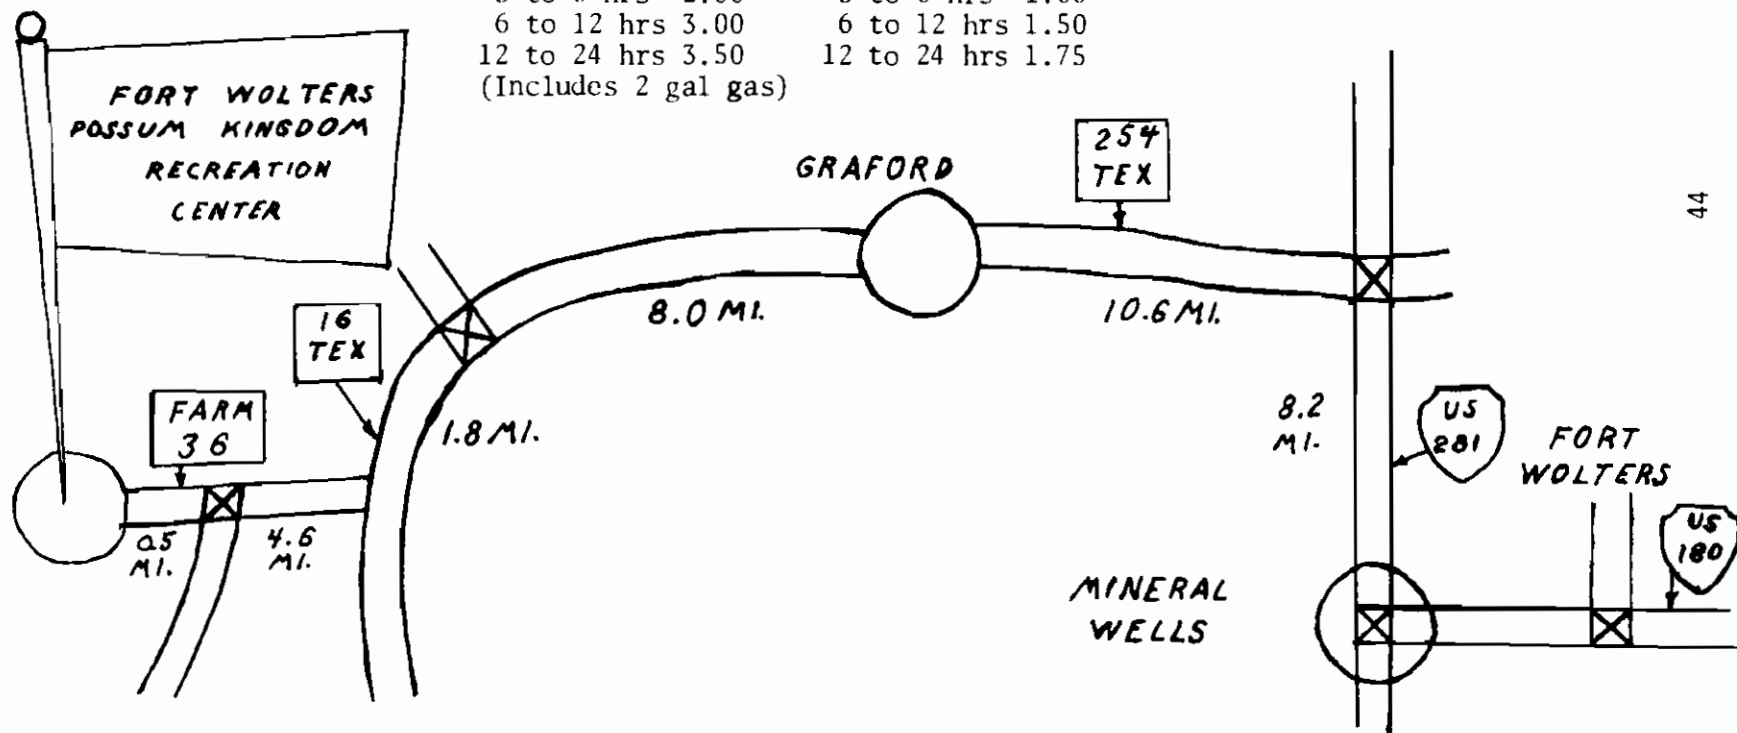 6 to 12 hrs 3.00 6 to 12 hrs 1.50
12 to 24 hrs 3.50 12 to 24 hrs 1.75
(Includes 2 gal gas)
FORT WOLTERS
POSSUM KINGDOM
RECREATION
CENTER
GRAFORD
254
TEX
44
16
TEX
8.0 MI.
10.6 MI.
FARM
36
1.8 MI.
8.2
MI.
US
281
FORT
WOLTERS
0.5
MI.
4.6
MI.
US
180
MINERAL
WELLS